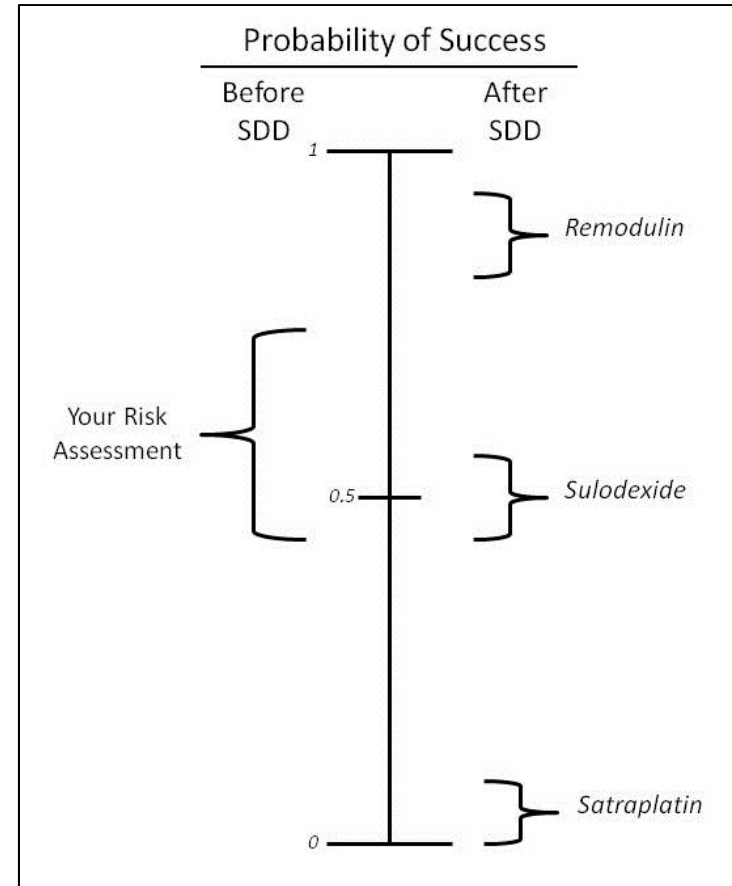 Probability of Success
Before
SDD
After
SDD
1
Remodulin
Your Risk
Assessment
0.5
Sulodexide
Satraplatin
0